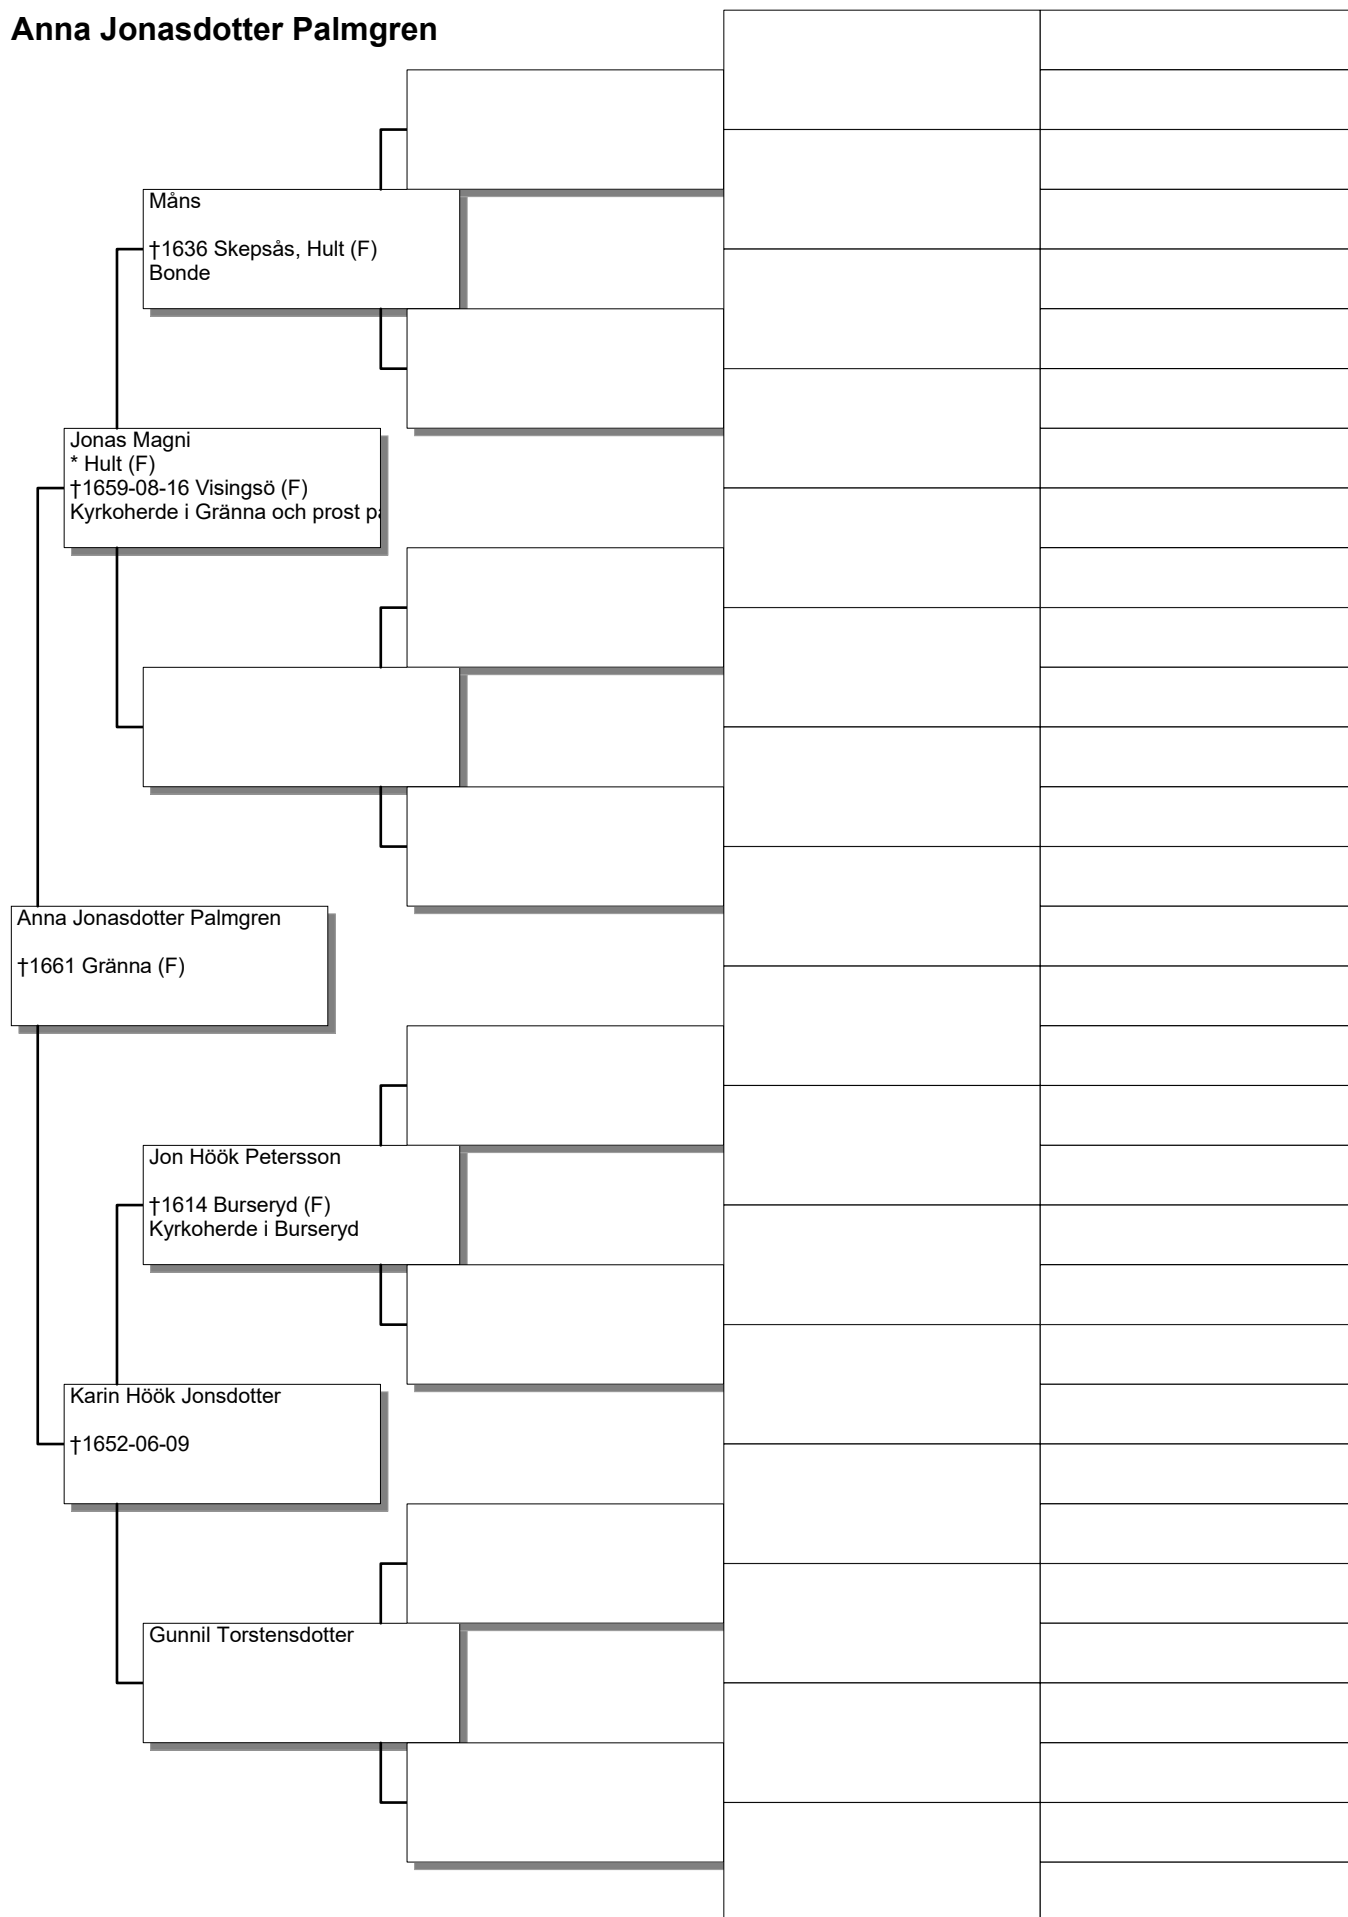 Anna Jonasdotter Palmgren
Måns
†1636 Skepsås, Hult (F)
Bonde
Jonas Magni
* Hult (F)
†1659-08-16 Visingsö (F)
Kyrkoherde i Gränna och prost
Anna Jonasdotter Palmgren
†1661 Gränna (F)
Jon Höök Petersson
†1614 Burseryd (F)
Kyrkoherde i Burseryd
Karin Höök Jonsdotter
†1652-06-09
Gunnil Torstensdotter